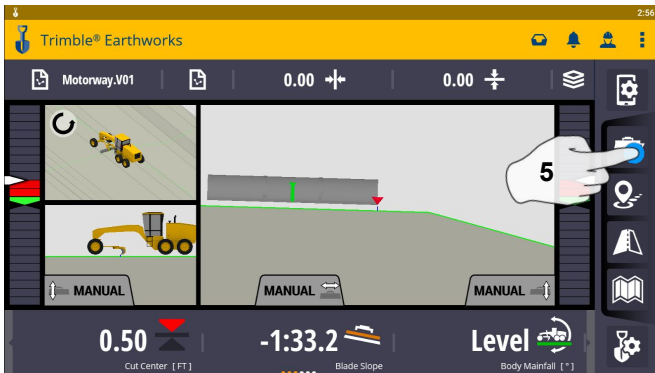 2:56
Trimble® Earthworks
Motorway.V01 0.00 0.00
5
MANUAL MANUAL MANUAL
0.50 -1:33.2 Level
Cut Center [FT] Blade Slope Body Mainfall [°]